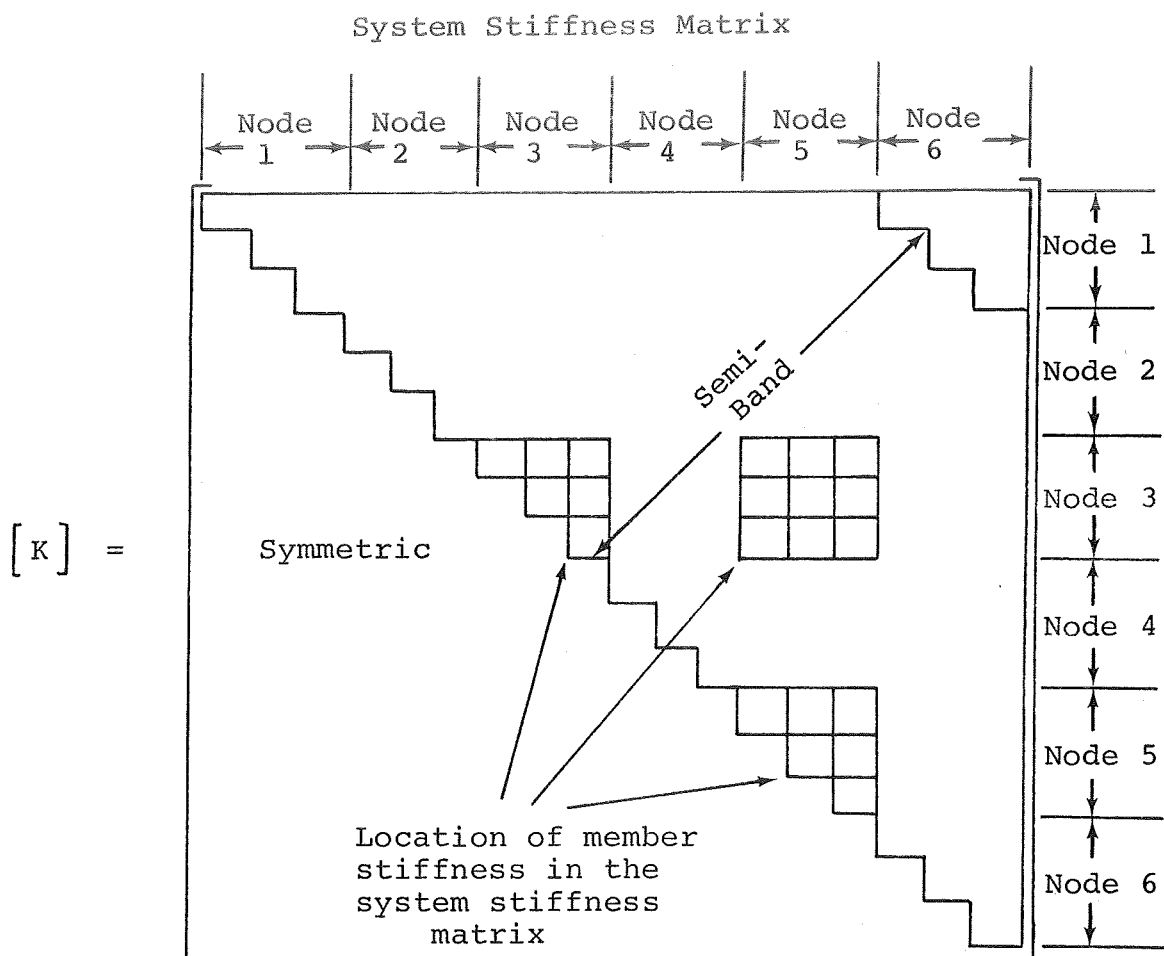 System Stiffness Matrix
Node 1
Node 2
Node 3
Node 4
Node 5
Node 6
Node 1
Node 2
Semi-
Band
Node 3
[K] =
Symmetric
Node 4
Node 5
Location of member
stiffness in the
system stiffness
matrix
Node 6